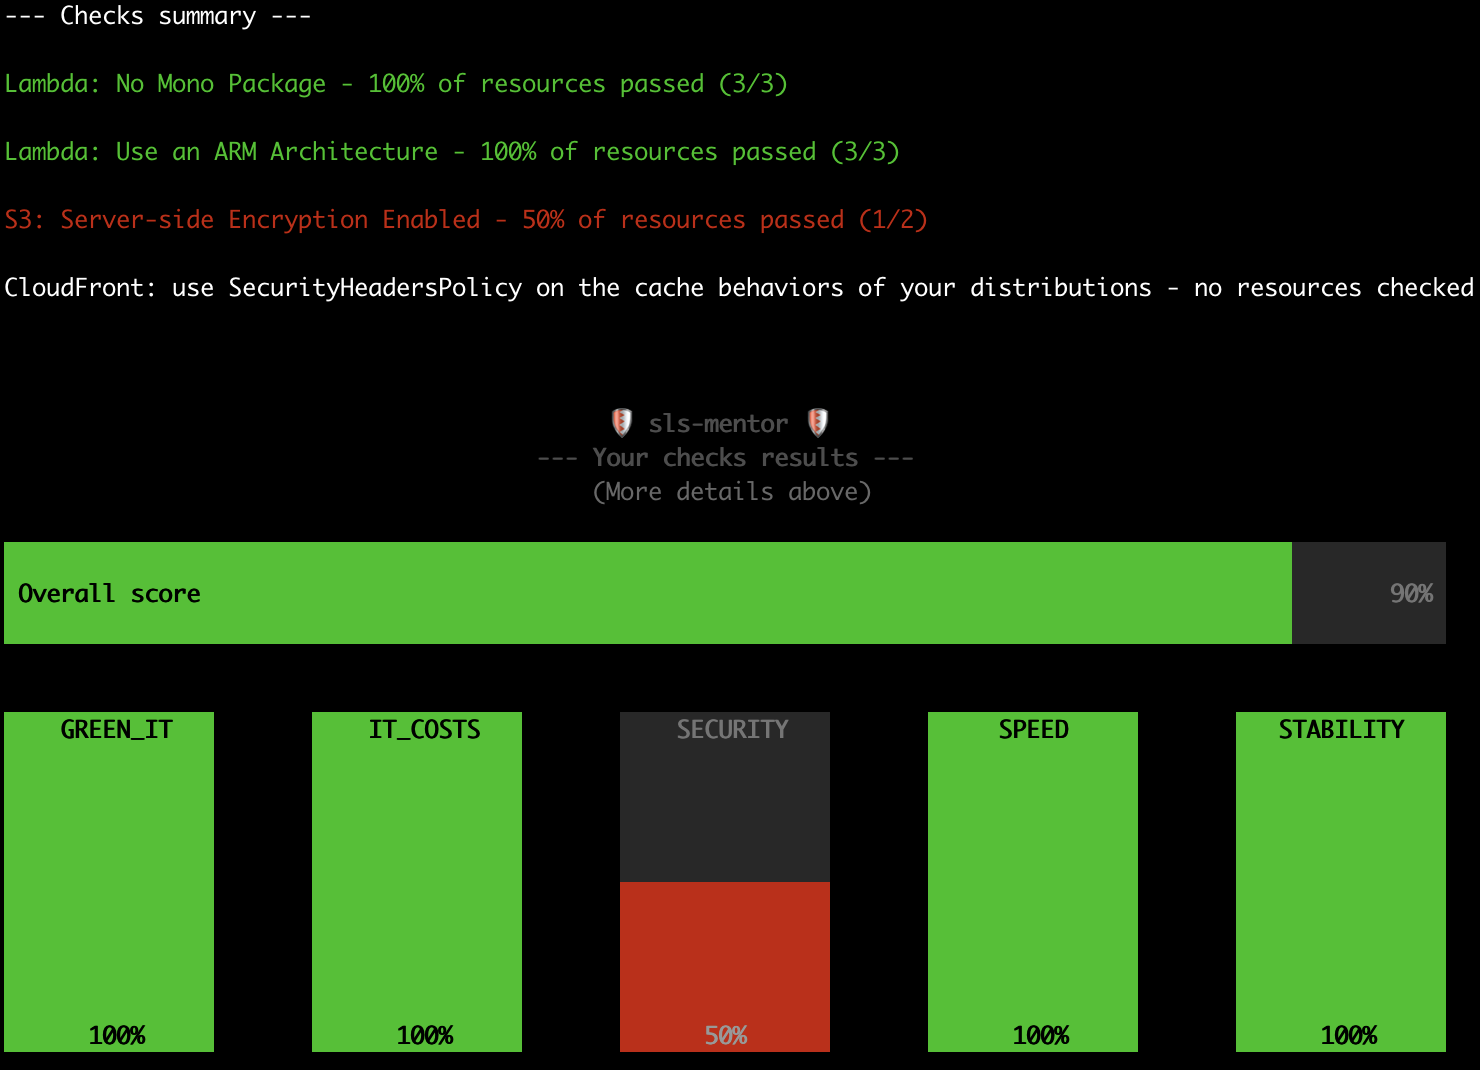 --- Checks summary ---
Lambda: No Mono Package - 100% of resources passed (3/3)
Lambda: Use an ARM Architecture - 100% of resources passed (3/3)
S3: Server-side Encryption Enabled - 50% of resources passed (1/2)
CloudFront: use SecurityHeadersPolicy on the cache behaviors of your distributions - no resources checked
sls-mentor
--- Your checks results ---
(More details above)
Overall score 90%
GREEN_IT IT_COSTS SECURITY SPEED STABILITY
100% 100% 50% 100% 100%